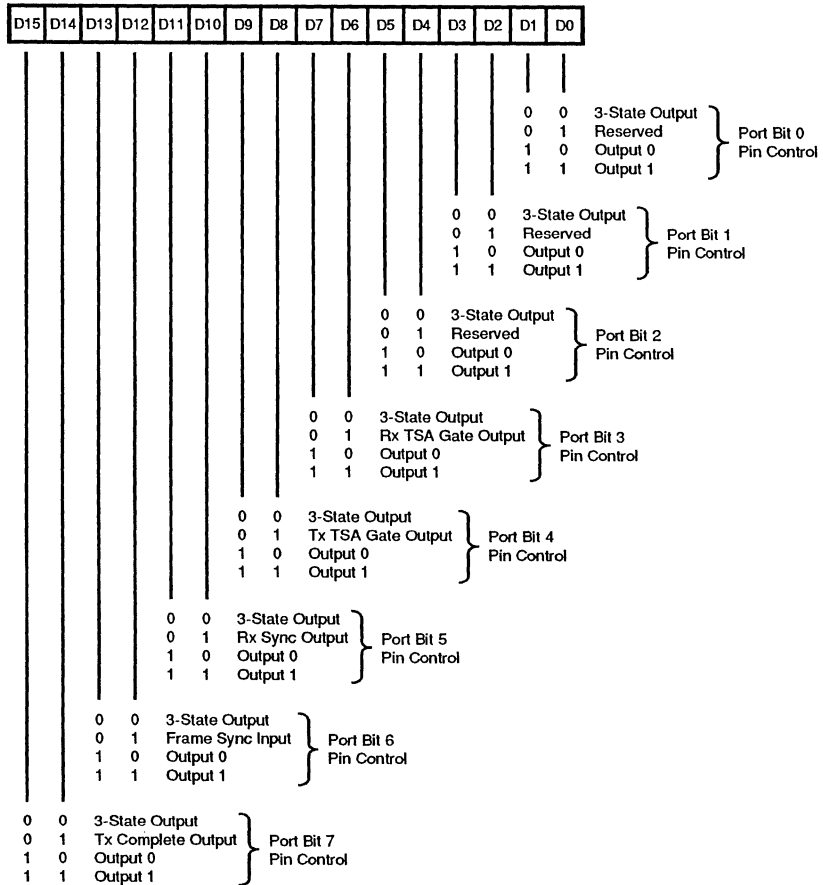 D15 D14 D13 D12 D11 D10 D9 D8 D7 D6 D5 D4 D3 D2 D1 D0
0 0 3-State Output
0 1 Reserved
1 0 Output 0
1 1 Output 1
Port Bit 0
Pin Control
0 0 3-State Output
0 1 Reserved
1 0 Output 0
1 1 Output 1
Port Bit 1
Pin Control
0 0 3-State Output
0 1 Reserved
1 0 Output 0
1 1 Output 1
Port Bit 2
Pin Control
0 0 3-State Output
0 1 Rx TSA Gate Output
1 0 Output 0
1 1 Output 1
Port Bit 3
Pin Control
0 0 3-State Output
0 1 Tx TSA Gate Output
1 0 Output 0
1 1 Output 1
Port Bit 4
Pin Control
0 0 3-State Output
0 1 Rx Sync Output
1 0 Output 0
1 1 Output 1
Port Bit 5
Pin Control
0 0 3-State Output
0 1 Frame Sync Input
1 0 Output 0
1 1 Output 1
Port Bit 6
Pin Control
0 0 3-State Output
0 1 Tx Complete Output
1 0 Output 0
1 1 Output 1
Port Bit 7
Pin Control